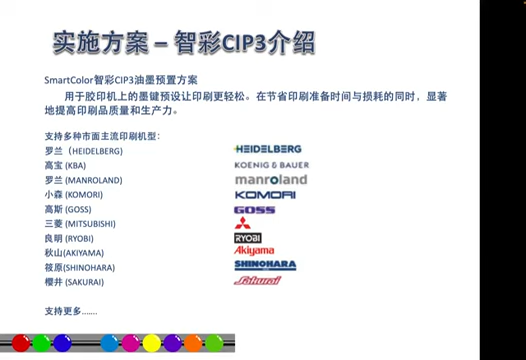 实施方案 – 智彩CIP3介绍
SmartColor智彩CIP3油墨预置方案
用于胶印机上的墨键预设让印刷更轻松。在节省印刷准备时间与损耗的同时，显著
地提高印刷品质量和生产力。
支持多种市面主流印刷机型：
罗兰（HEIDELBERG) HEIDELBERG
高宝 (KBA) KOENIG & BAUER
罗兰 (MANROLAND) manroland
小森 (KOMORI) KOMORI
高斯 (GOSS) GOSS
三菱 (MITSUBISHI)
良明 (RYOBI) RYOBI
秋山(AKIYAMA) Akiyama
筱原(SHINOHARA) SHINOHARA
樱井 (SAKURAI) Sakurai
支持更多……